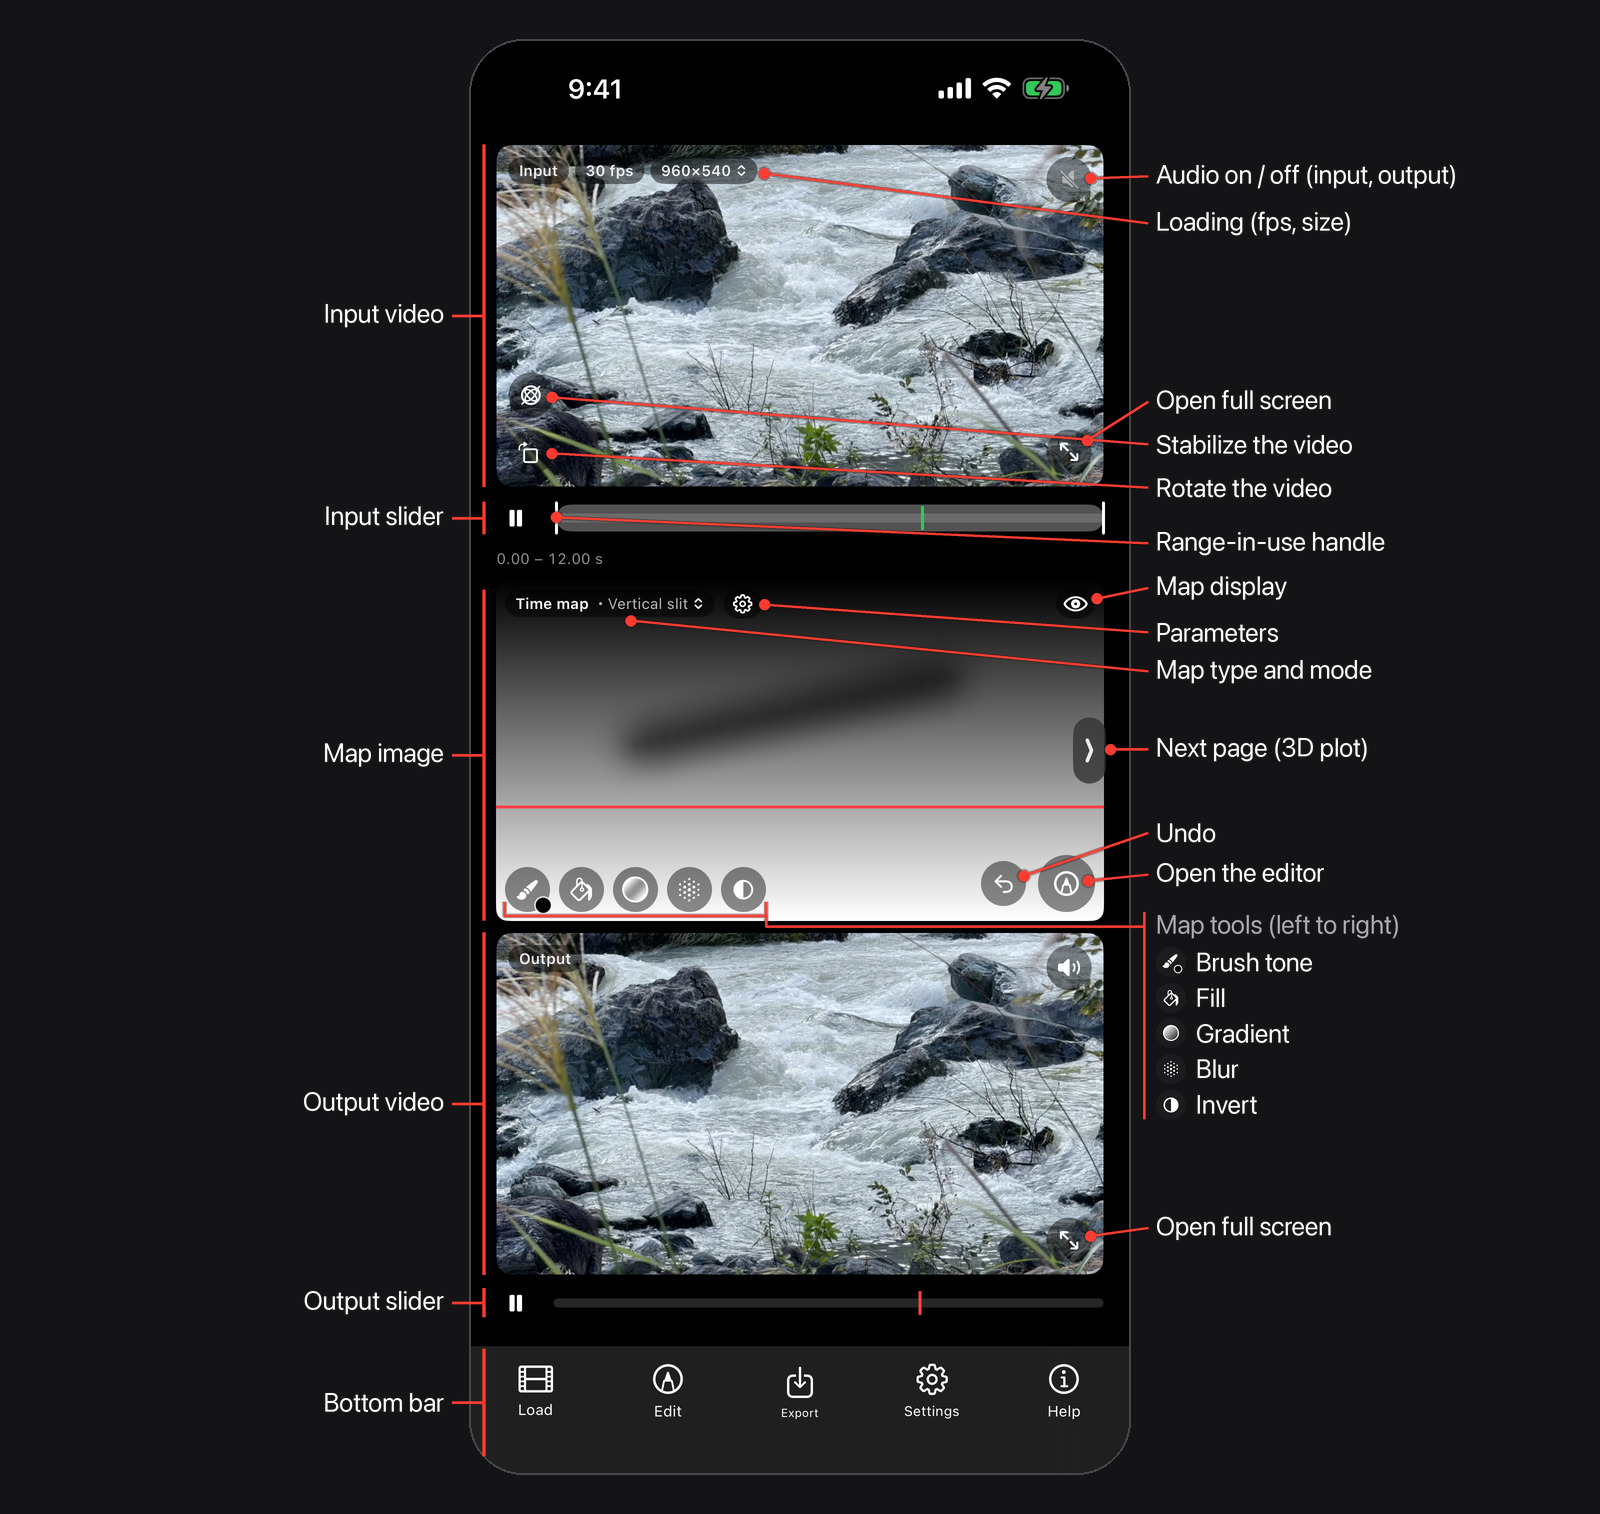 9:41
Input
30 fps
960×540
Audio on / off (input, output)
Loading (fps, size)
Input video
Open full screen
Stabilize the video
Rotate the video
Input slider
Range-in-use handle
0.00 – 12.00 s
Map display
Time map · Vertical slit
Parameters
Map type and mode
Map image
Next page (3D plot)
Undo
Open the editor
Map tools (left to right)
Brush tone
Fill
Gradient
Blur
Invert
Output
Output video
Open full screen
Output slider
Bottom bar
Load
Edit
Export
Settings
Help